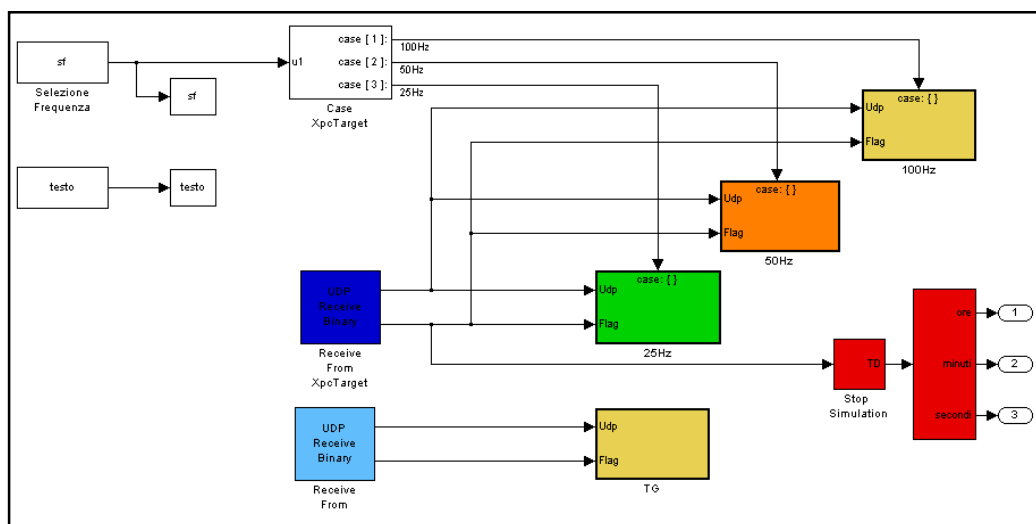 sf
Selezione
Frequenza
sf
testo
testo
u1
case [ 1 ]:
case [ 2 ]:
case [ 3 ]:
Case
XpcTarget
100Hz
50Hz
25Hz
case: { }
Udp
Flag
100Hz
case: { }
Udp
Flag
50Hz
case: { }
Udp
Flag
25Hz
UDP
Receive
Binary
Receive
From
XpcTarget
TD
Stop
Simulation
ore
minuti
secondi
1
2
3
UDP
Receive
Binary
Receive
From
Udp
Flag
TG